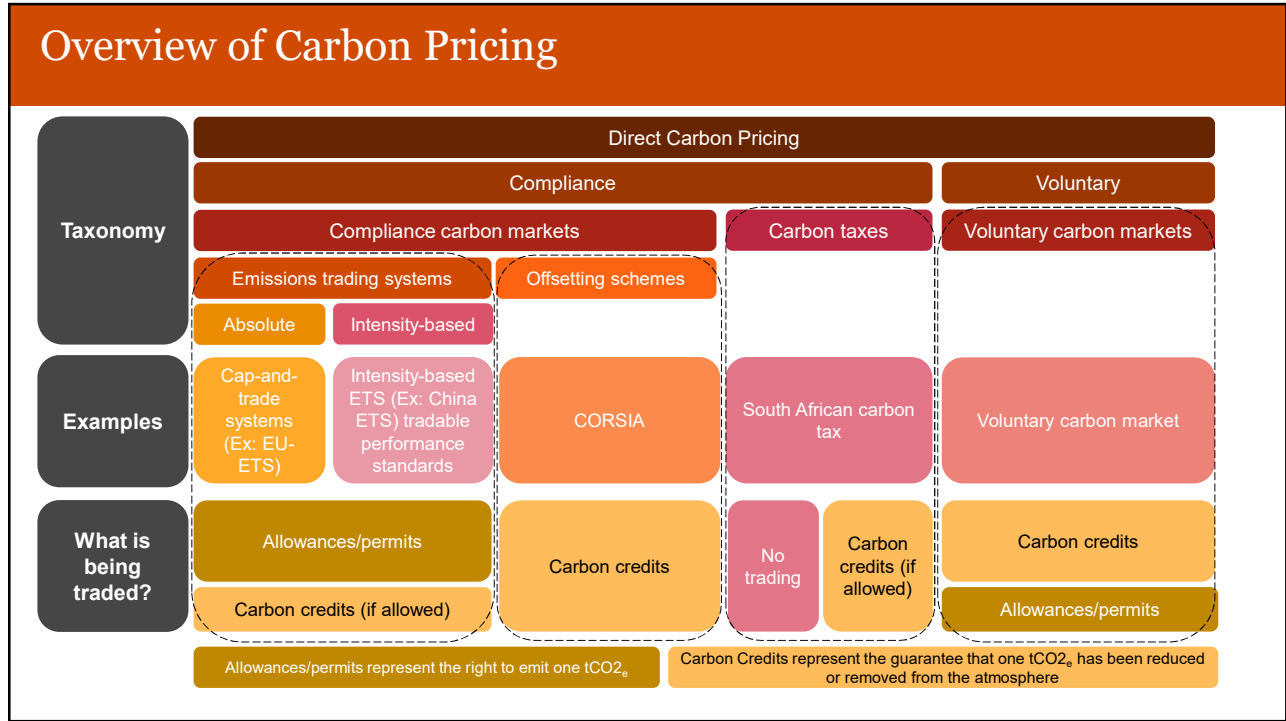 Overview of Carbon Pricing
Taxonomy
Direct Carbon Pricing
Compliance
Voluntary
Compliance carbon markets
Carbon taxes
Voluntary carbon markets
Emissions trading systems
Offsetting schemes
Absolute
Intensity-based
Examples
Cap-and-
trade
systems
(Ex: EU-
ETS)
Intensity-based
ETS (Ex: China
ETS) tradable
performance
standards
CORSIA
South African carbon
tax
Voluntary carbon market
What is
being
traded?
Allowances/permits
Carbon credits (if allowed)
Carbon credits
No
trading
Carbon
credits (if
allowed)
Carbon credits
Allowances/permits
Allowances/permits represent the right to emit one tCO2e
Carbon Credits represent the guarantee that one tCO2e has been reduced
or removed from the atmosphere